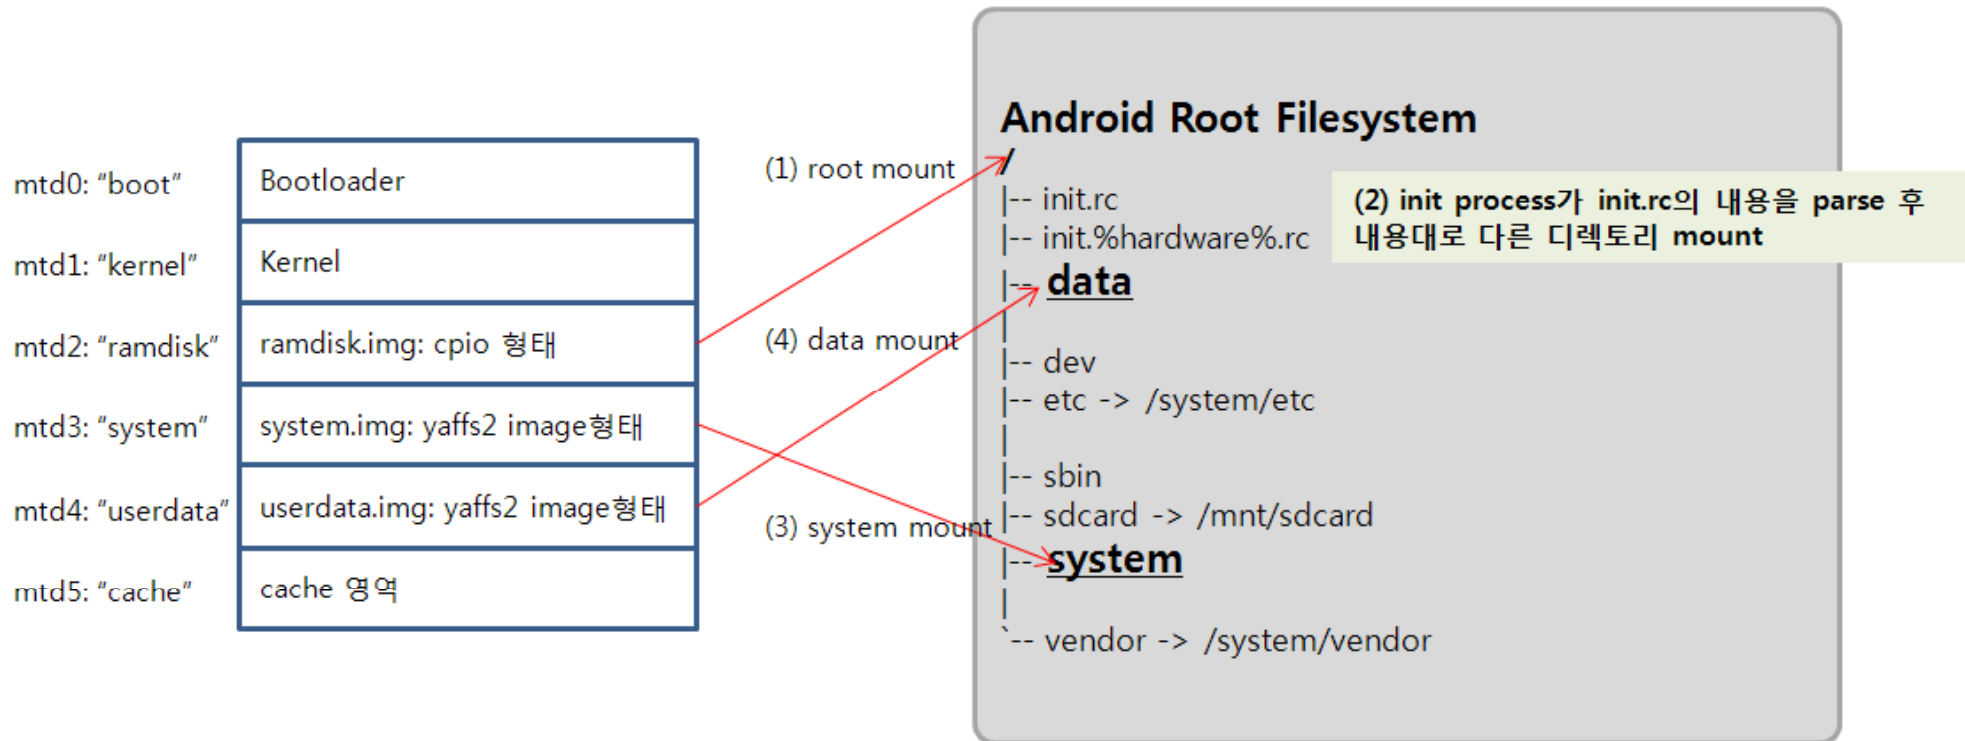 mtd0: "boot"
Bootloader
mtd1: "kernel"
Kernel
mtd2: "ramdisk"
ramdisk.img: cpio 형태
mtd3: "system"
system.img: yaffs2 image형태
mtd4: "userdata"
userdata.img: yaffs2 image형태
mtd5: "cache"
cache 영역
(1) root mount
(4) data mount
(3) system mount
Android Root Filesystem
/
|-- init.rc
|-- init.%hardware%.rc
|-- data
|
|-- dev
|-- etc -> /system/etc
|
|-- sbin
|-- sdcard -> /mnt/sdcard
|-- system
|
`-- vendor -> /system/vendor
(2) init process가 init.rc의 내용을 parse 후
내용대로 다른 디렉토리 mount